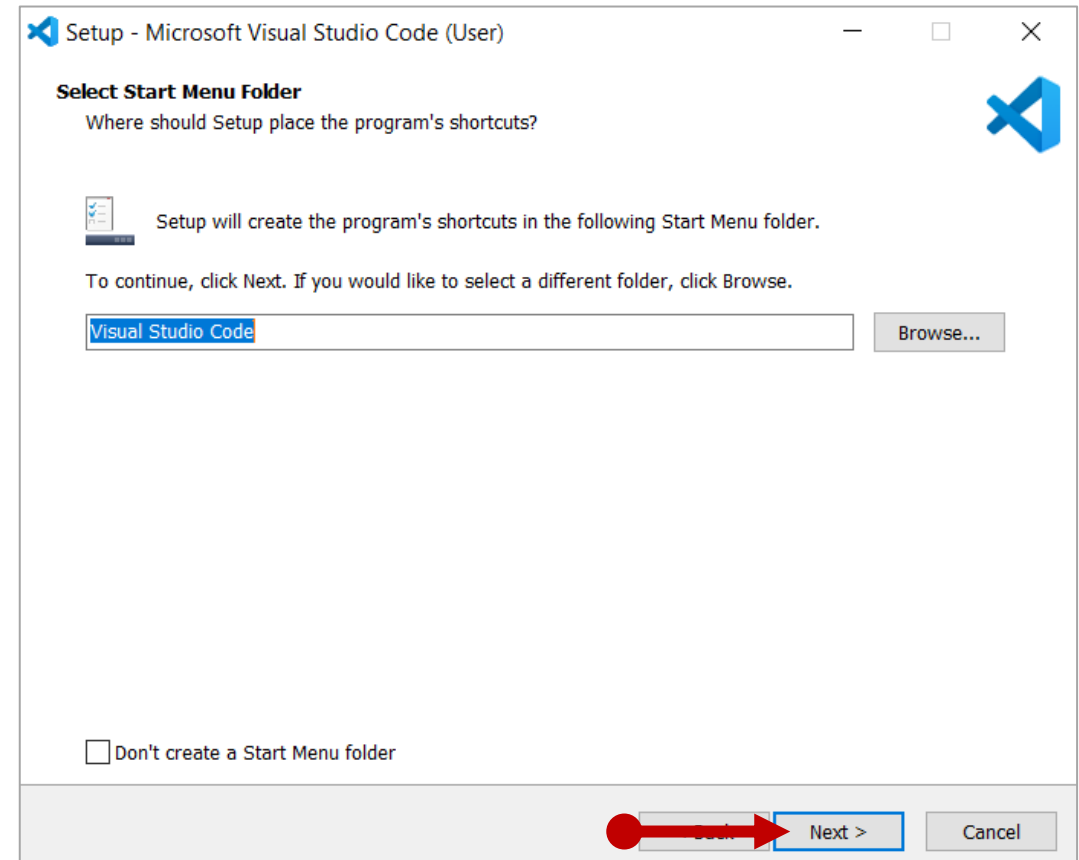 Setup - Microsoft Visual Studio Code (User)
Select Start Menu Folder
Where should Setup place the program's shortcuts?
Setup will create the program's shortcuts in the following Start Menu folder.
To continue, click Next. If you would like to select a different folder, click Browse.
Visual Studio Code
Browse...
Don't create a Start Menu folder
Next >
Cancel